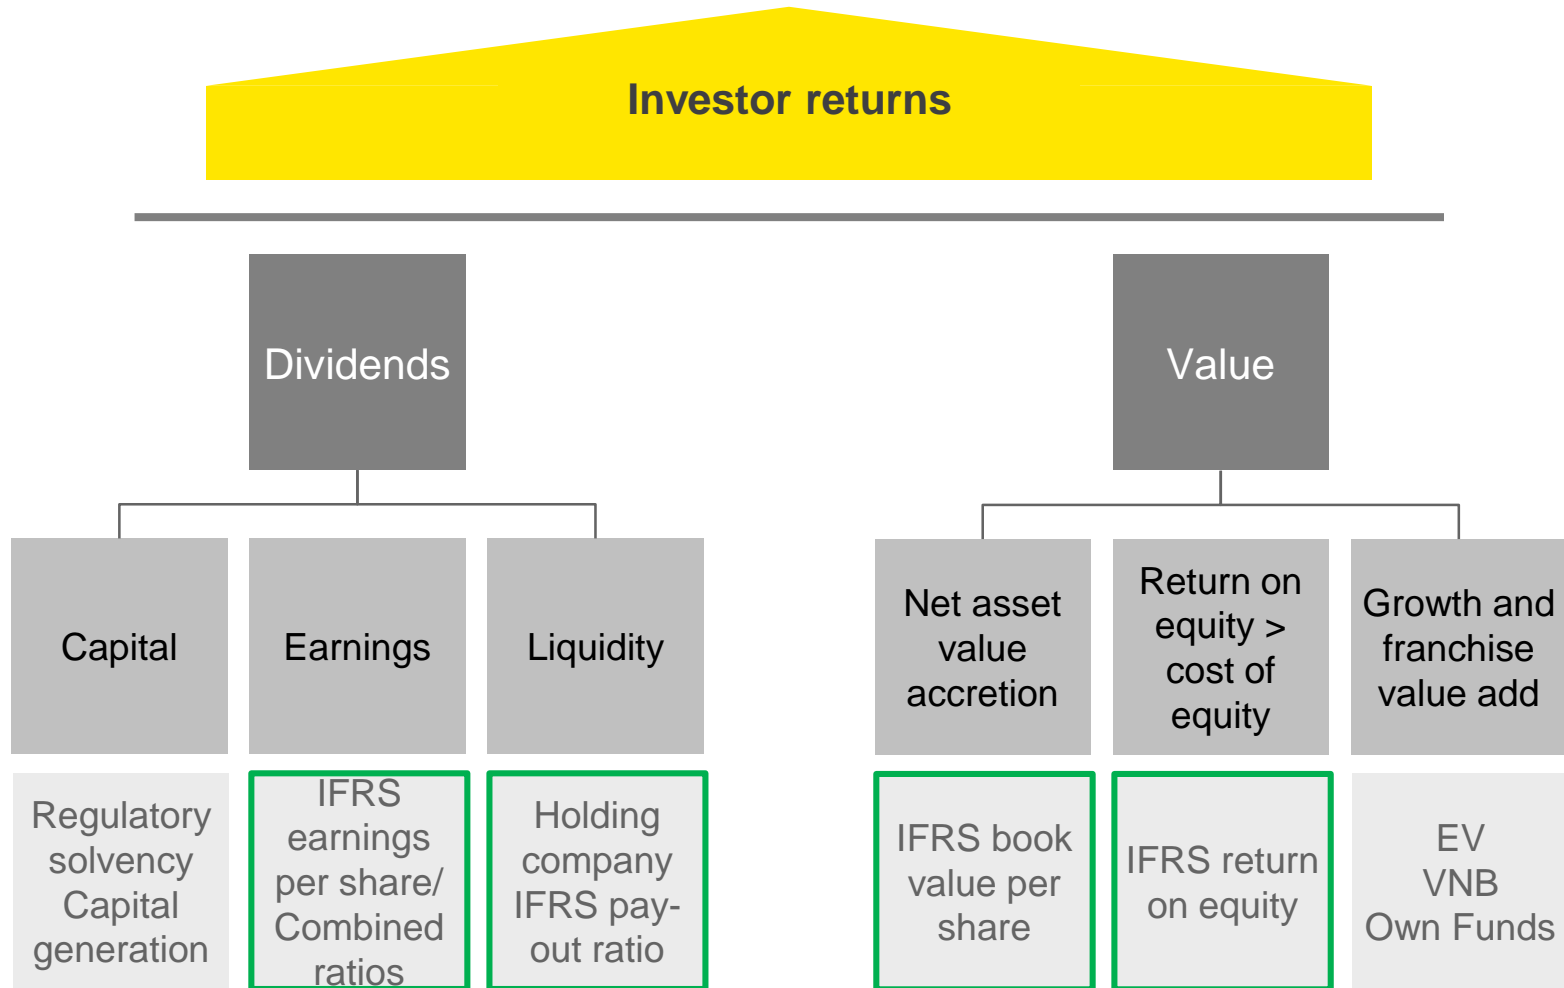 Investor returns
Dividends
Value
Capital
Earnings
Liquidity
Net asset
value
accretion
Return on
equity >
cost of
equity
Growth and
franchise
value add
Regulatory
solvency
Capital
generation
IFRS
earnings
per share/
Combined
ratios
Holding
company
IFRS pay-
out ratio
IFRS book
value per
share
IFRS return
on equity
EV
VNB
Own Funds